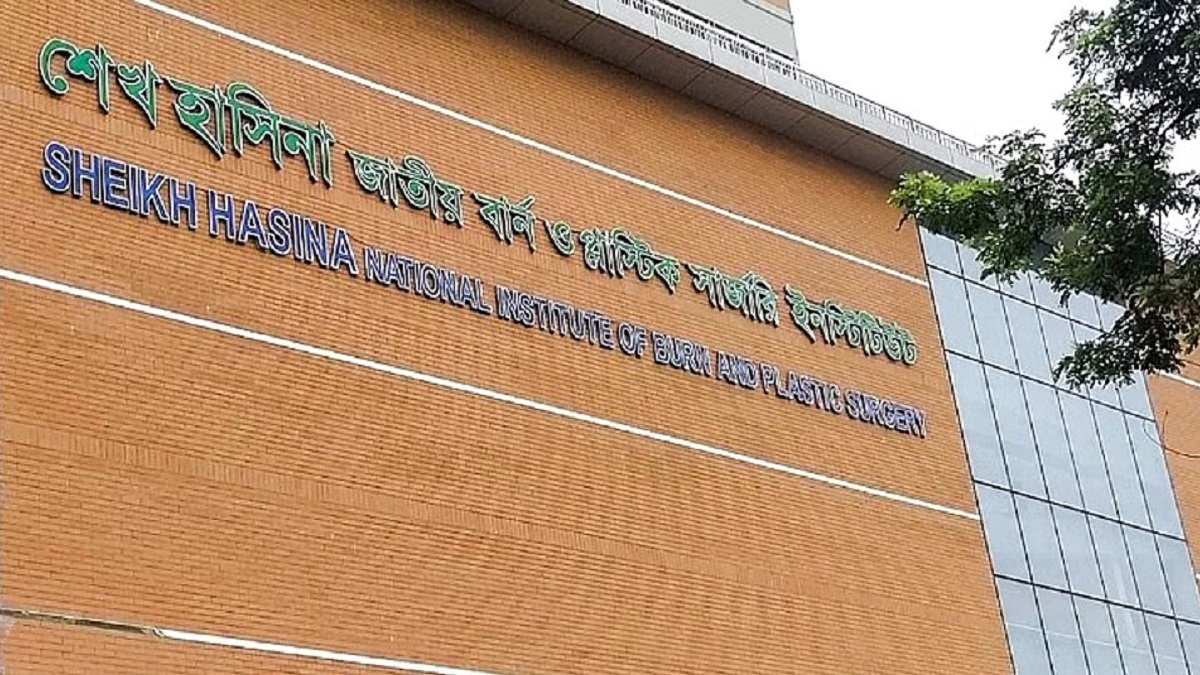 শেখ হাসিনা জাতীয় বার্ন ও প্লাস্টিক সার্জারি ইনস্টিটিউট
SHEIKH HASINA NATIONAL INSTITUTE OF BURN AND PLASTIC SURGERY